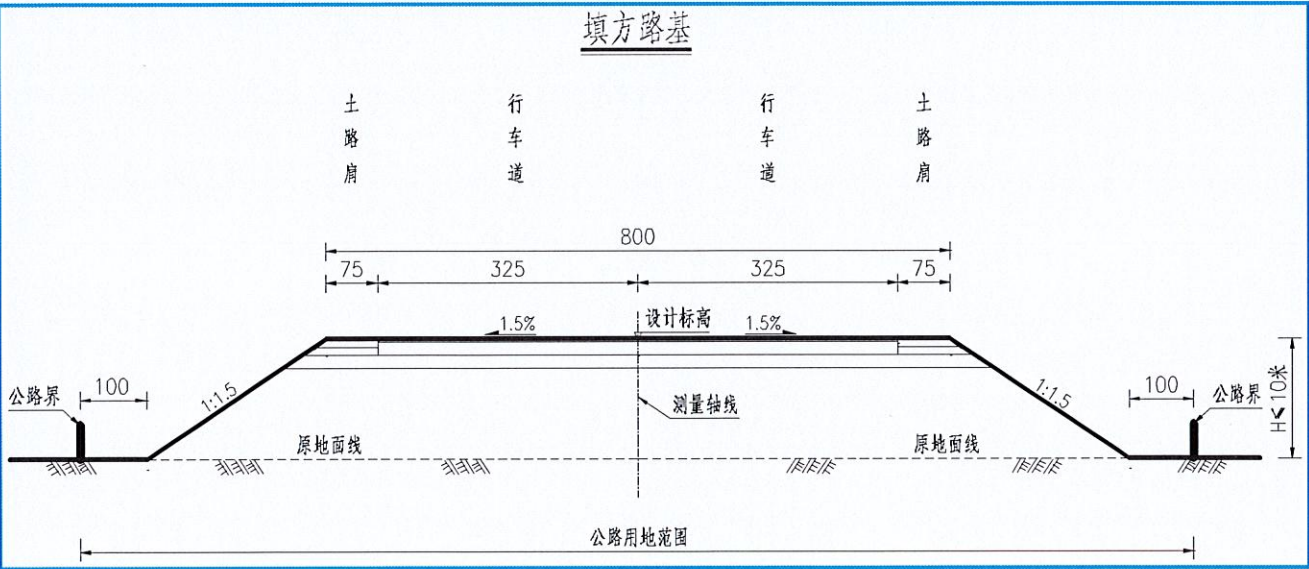 填方路基
土路肩
行车道
行车道
土路肩
800
75
325
325
75
1.5%
设计标高
1.5%
公路界
100
1:1.5
测量轴线
1:1.5
100
公路界
H<10米
原地面线
原地面线
公路用地范围